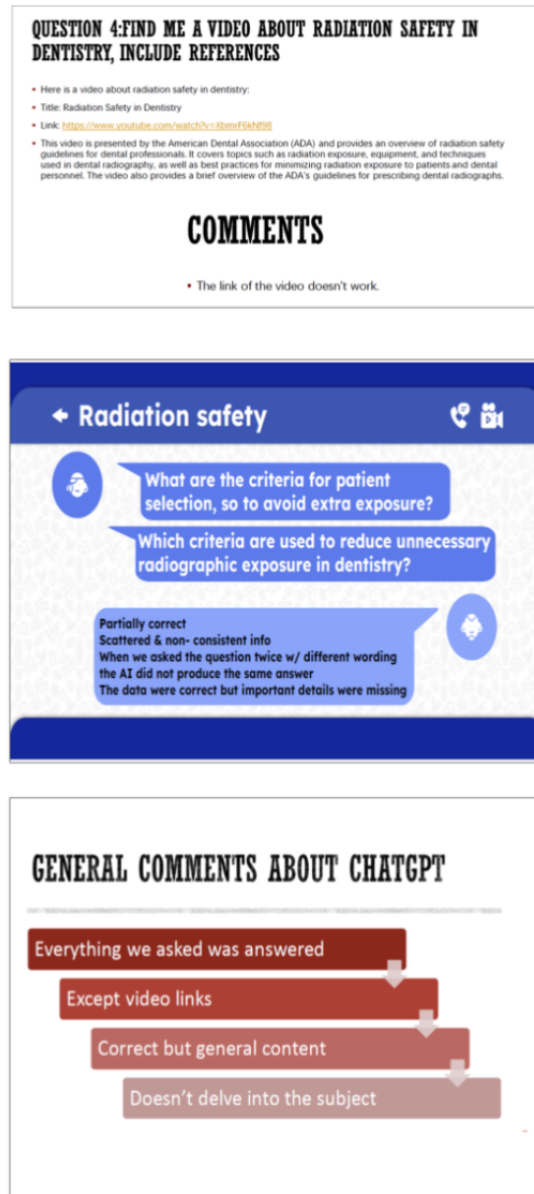 QUESTION 4:FIND ME A VIDEO ABOUT RADIATION SAFETY IN
DENTISTRY, INCLUDE REFERENCES
Here is a video about radiation safety in dentistry:
Title: Radiation Safety in Dentistry
Link: https://www.youtube.com/watch?v=XbmrF6kNf98
This video is presented by the American Dental Association (ADA) and provides an overview of radiation safety
guidelines for dental professionals. It covers topics such as radiation exposure, equipment, and techniques
used in dental radiography, as well as best practices for minimizing radiation exposure to patients and dental
personnel. The video also provides a brief overview of the ADA's guidelines for prescribing dental radiographs.
COMMENTS
The link of the video doesn't work.
Radiation safety
What are the criteria for patient
selection, so to avoid extra exposure?
Which criteria are used to reduce unnecessary
radiographic exposure in dentistry?
Partially correct
Scattered & non- consistent info
When we asked the question twice w/ different wording
the AI did not produce the same answer
The data were correct but important details were missing
GENERAL COMMENTS ABOUT CHATGPT
Everything we asked was answered
Except video links
Correct but general content
Doesn't delve into the subject